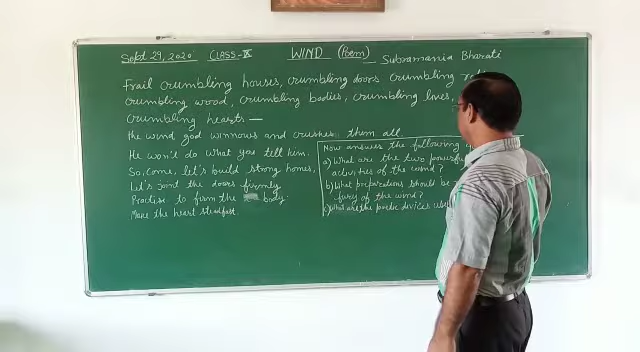 Sept 29, 2020 CLASS-IX WIND (Poem) _ Subramania Bharati
Frail crumbling houses, crumbling doors crumbling
crumbling wood, crumbling bodies, crumbling lives,
crumbling hearts —
the wind god winnows and crushes them all
He won't do what you tell him.
So, come, let's build strong homes,
Let's joint the doors firmly
Practise to firm the body.
Make the heart steadfast.
Now answer the following
a) What are the two powerful
activities of the wind?
b) What preparations should be
fury of the wind?
c) What are the poetic devices